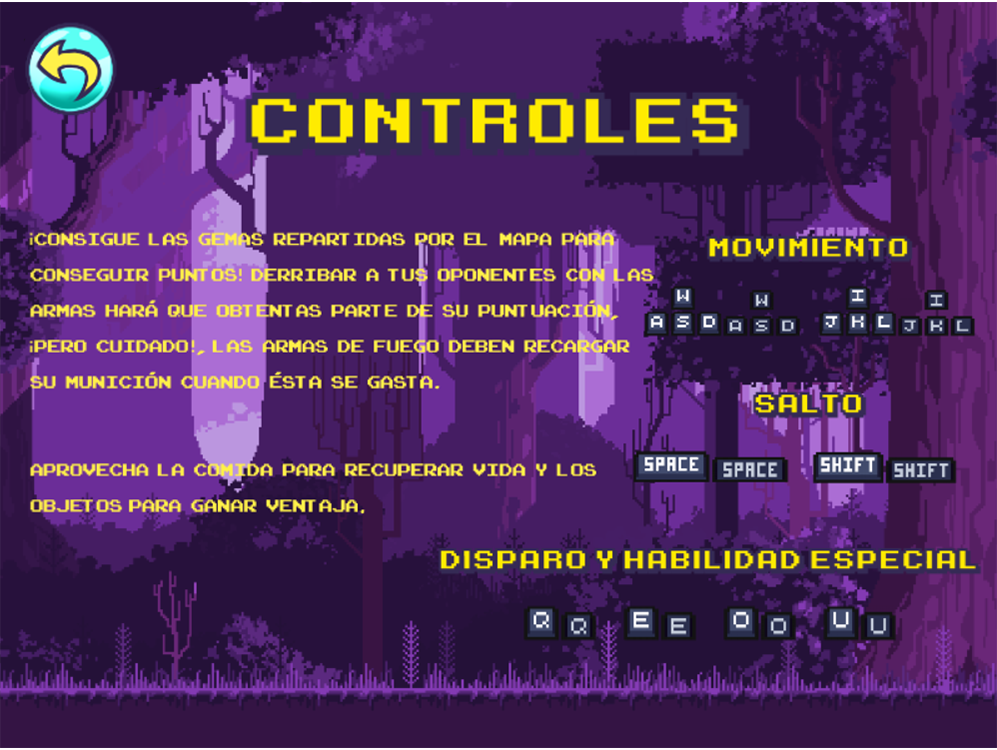 CONTROLES
¡CONSIGUE LAS GEMAS REPARTIDAS POR EL MAPA PARA
CONSEGUIR PUNTOS! DERRIBAR A TUS OPONENTES CON LAS
ARMAS HARÁ QUE OBTENTAS PARTE DE SU PUNTUACIÓN,
¡PERO CUIDADO!, LAS ARMAS DE FUEGO DEBEN RECARGAR
SU MUNICIÓN CUANDO ÉSTA SE GASTA.
APROVECHA LA COMIDA PARA RECUPERAR VIDA Y LOS
OBJETOS PARA GANAR VENTAJA.
MOVIMIENTO
W W I I
A S D A S D J K L J K L
SALTO
SPACE SPACE SHIFT SHIFT
DISPARO Y HABILIDAD ESPECIAL
Q Q E E O O U U